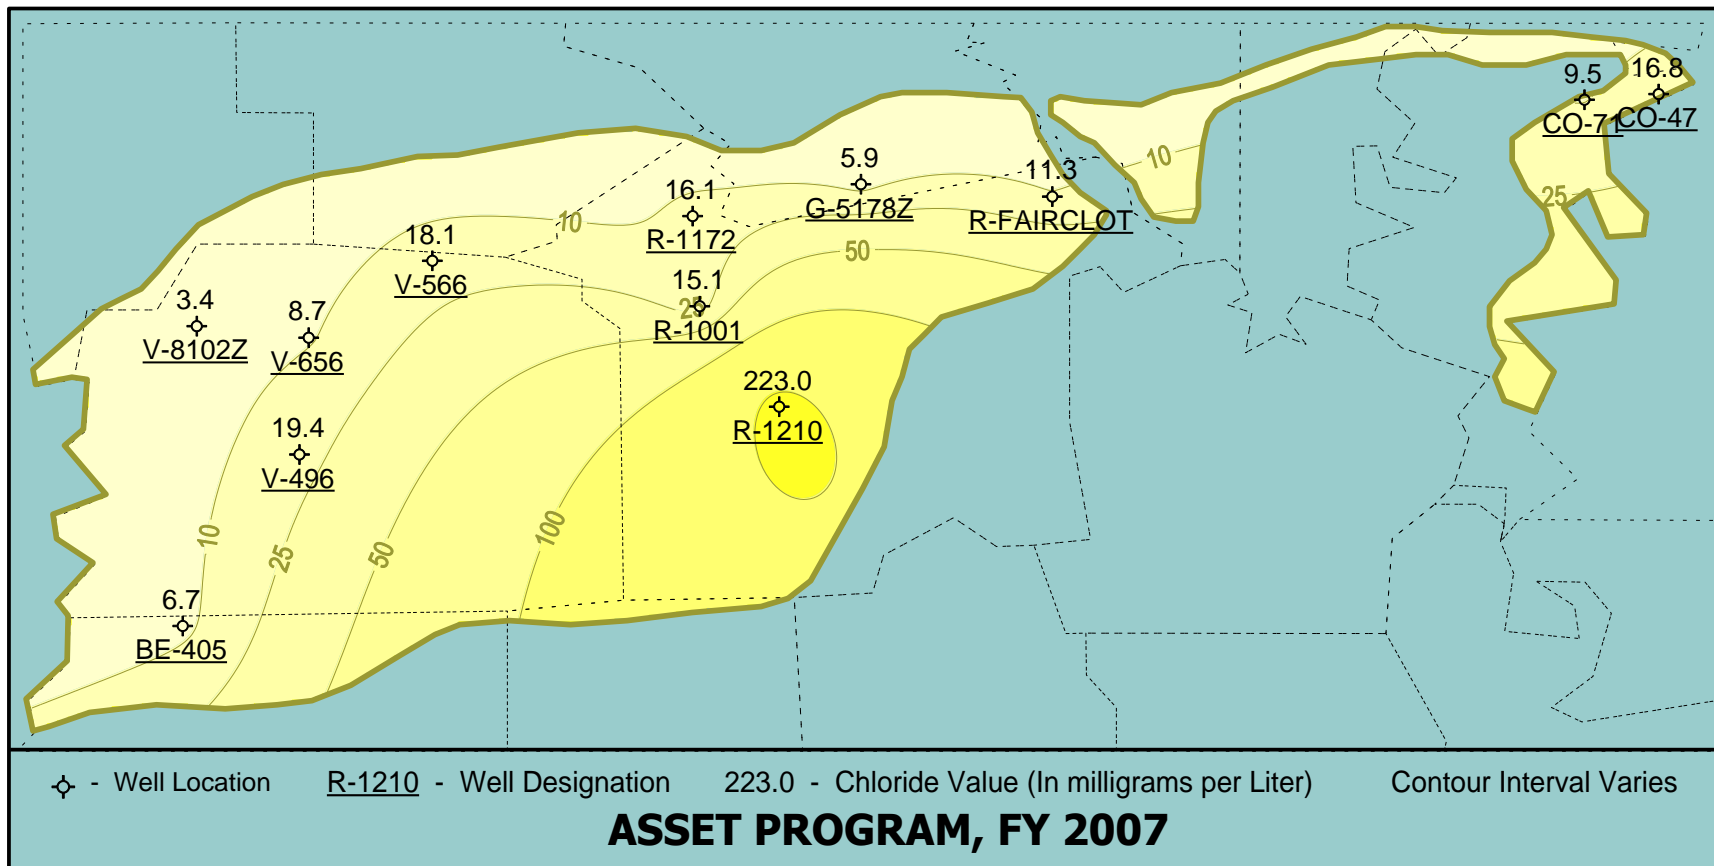 9.5
16.8
CO-71
CO-47
10
5.9
11.3
16.1
G-5178Z
R-FAIRCLOT
25
10
R-1172
18.1
50
V-566
15.1
25
R-1001
3.4
8.7
V-8102Z
V-656
223.0
R-1210
19.4
V-496
10
25
50
100
6.7
BE-405
- Well Location R-1210 - Well Designation 223.0 - Chloride Value (In milligrams per Liter) Contour Interval Varies
ASSET PROGRAM, FY 2007